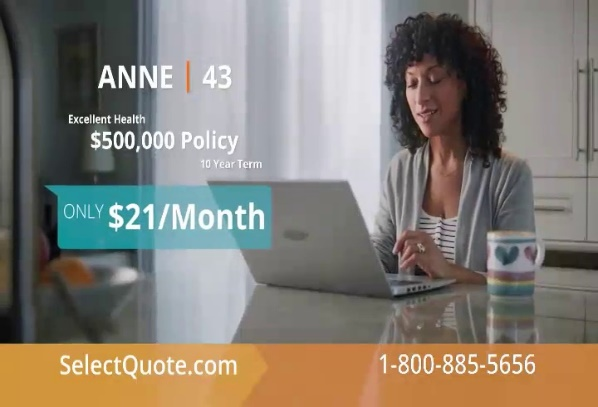 ANNE | 43
Excellent Health
$500,000 Policy
10 Year Term
ONLY $21/Month
SelectQuote.com
1-800-885-5656